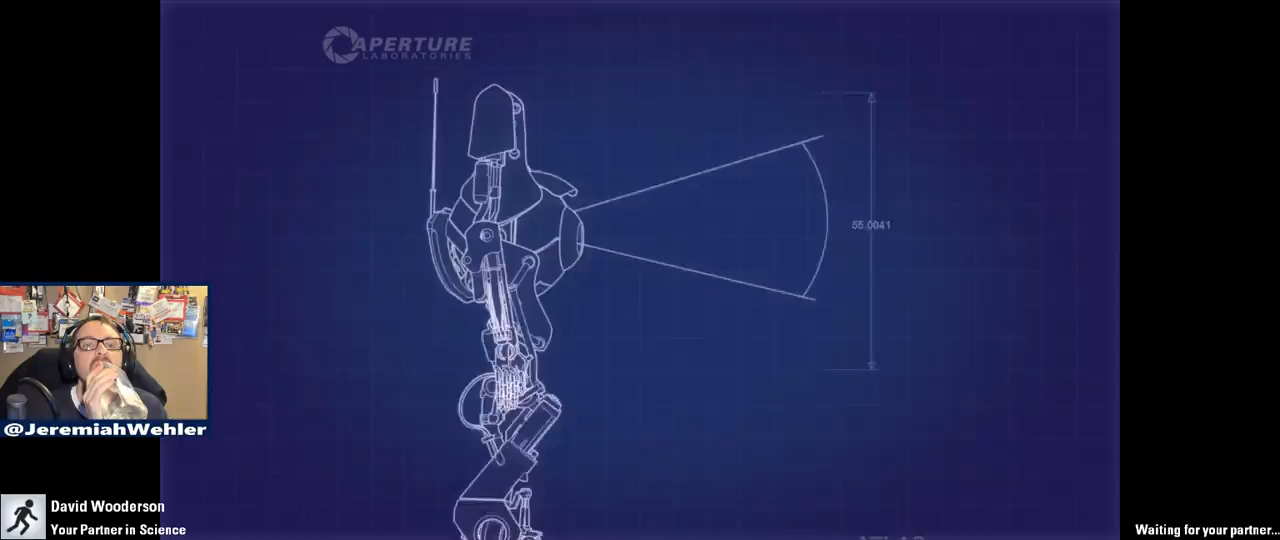 APERTURE
LABORATORIES
55.0041
@JeremiahWehler
David Wooderson
Your Partner in Science
Waiting for your partner...